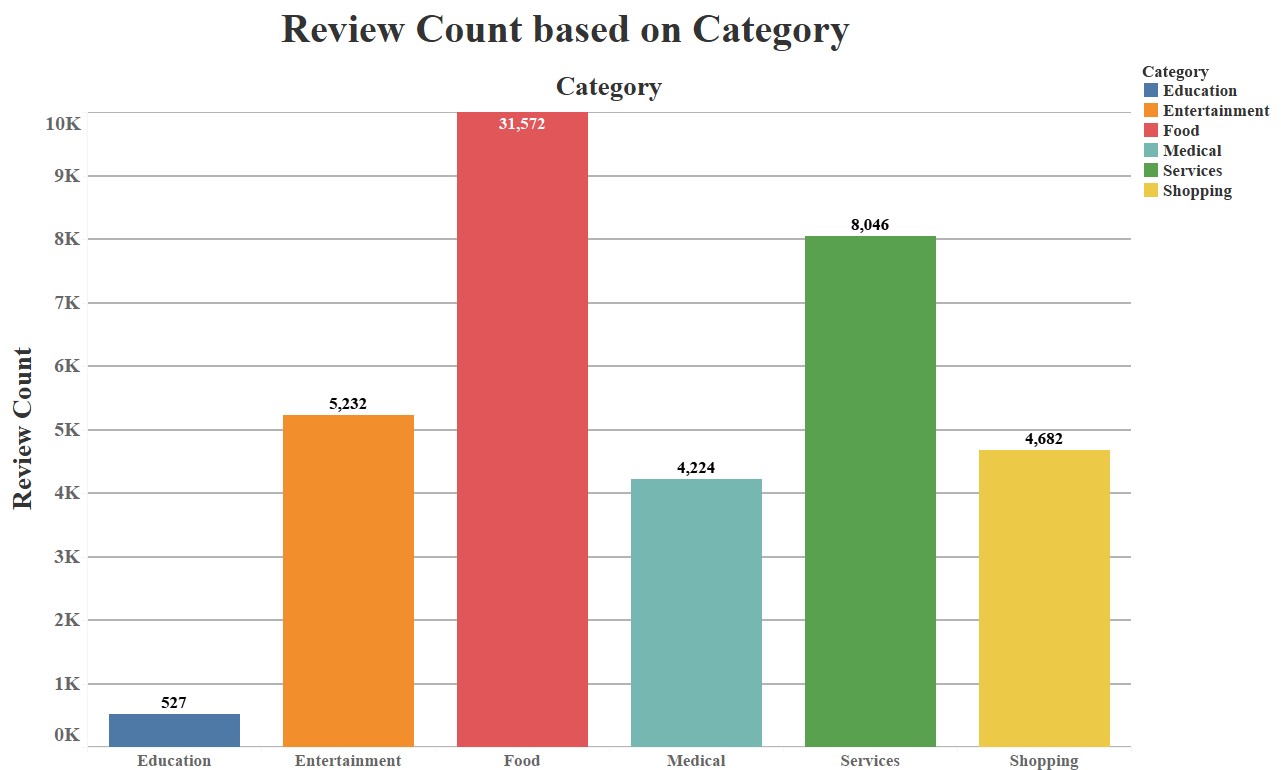 Review Count based on Category
Category
Category
Education
Entertainment
Food
Medical
Services
Shopping
Review Count
10K
9K
8K
7K
6K
5K
4K
3K
2K
1K
0K
527
5,232
31,572
4,224
8,046
4,682
Education
Entertainment
Food
Medical
Services
Shopping